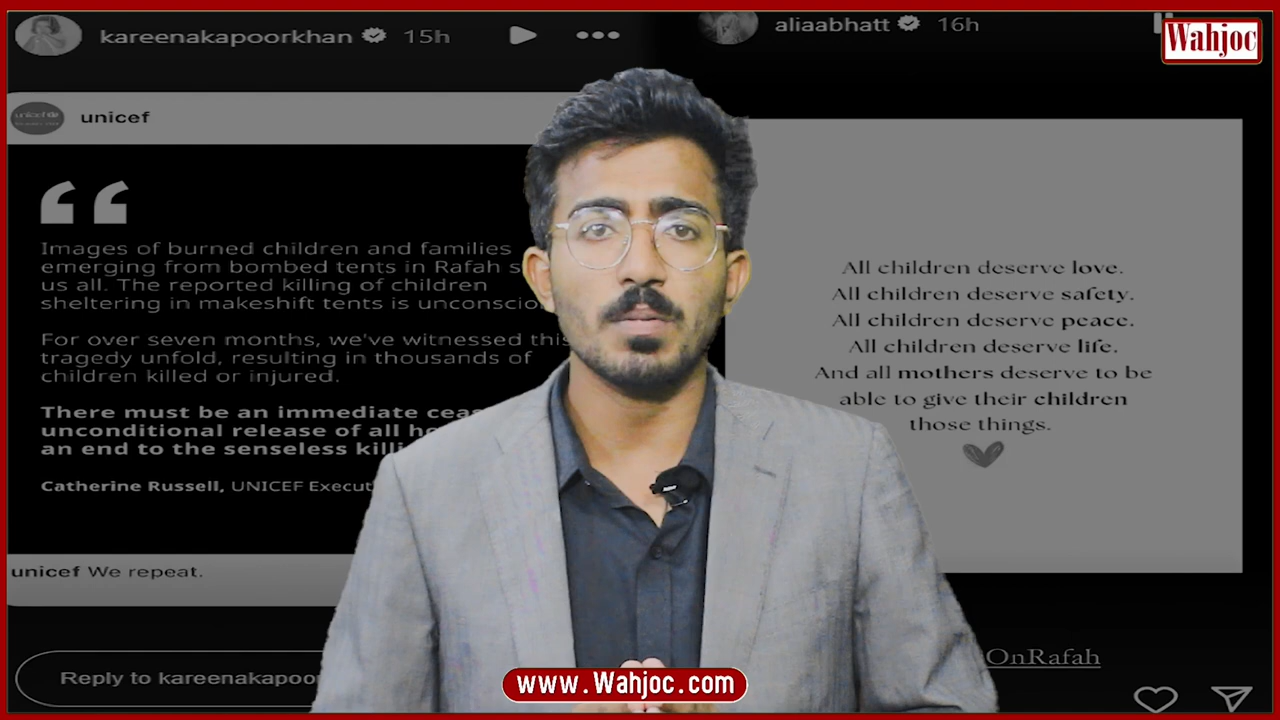 kareenakapoorkhan 15h
aliaabhatt 16h
Wahjoc
unicef
Images of burned children and families
emerging from bombed tents in Rafah
us all. The reported killing of children
sheltering in makeshift tents is
For over seven months, we've witnessed this
tragedy unfold, resulting in thousands of
children killed or injured.
There must be an immediate
unconditional release of all
an end to the senseless
Catherine Russell, UNICEF
unicef We repeat.
Reply to
All children deserve love.
All children deserve safety.
All children deserve peace.
All children deserve life.
And all mothers deserve to be
able to give their children
those things.
OnRafah
www.Wahjoc.com